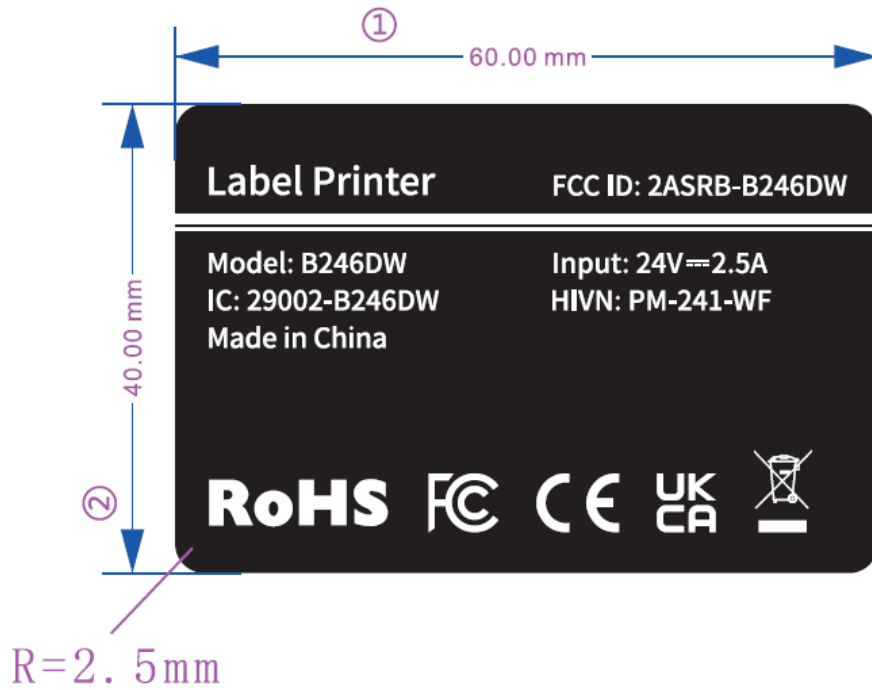 ①
60.00 mm
Label Printer
FCC ID: 2ASRB-B246DW
Model: B246DW
Input: 24V⎓2.5A
IC: 29002-B246DW
HIVN: PM-241-WF
Made in China
40.00 mm
②
RoHS FC CE UK
CA
R=2.5mm